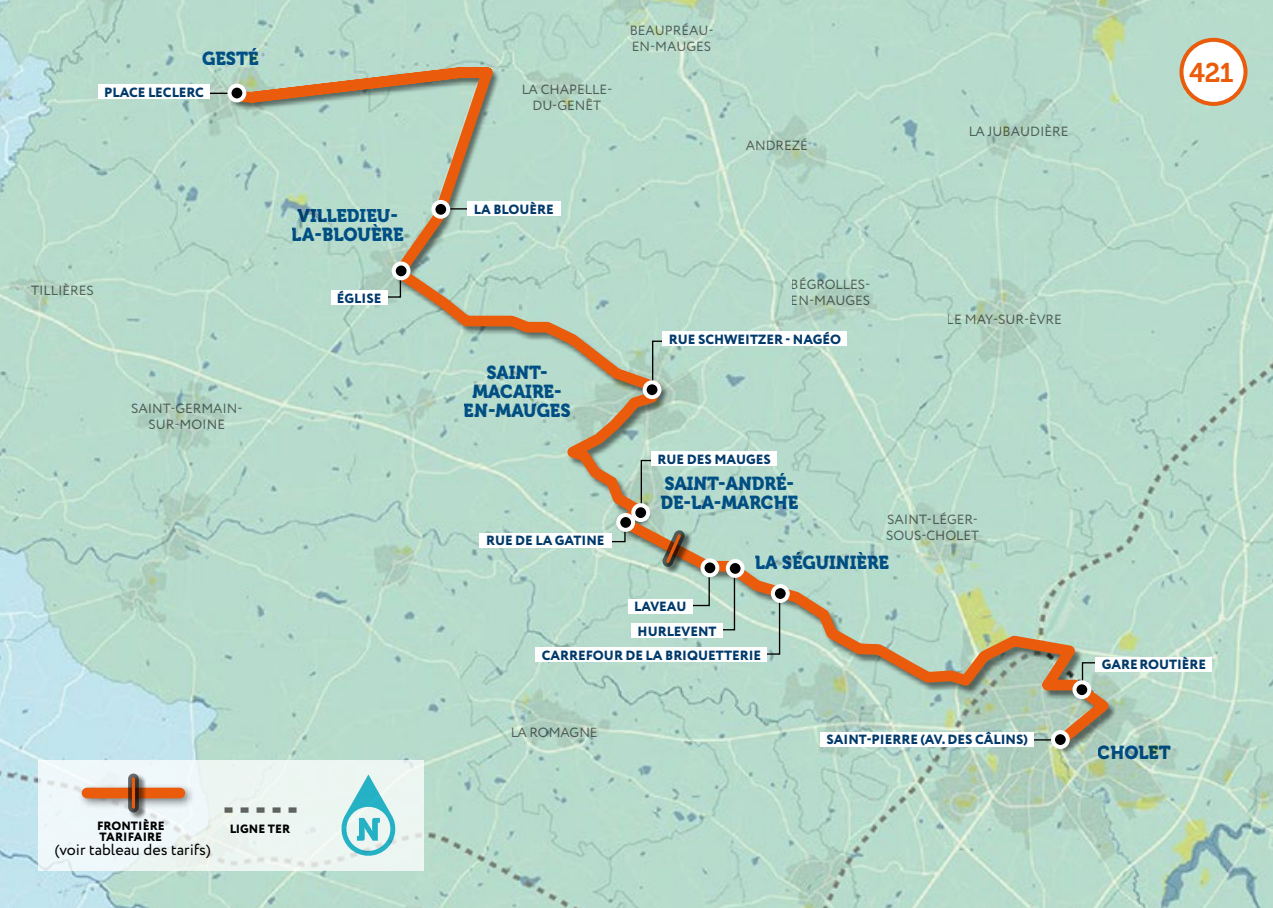 BEAUPRÉAU-
EN-MAUGES
421
GESTÉ
PLACE LECLERC
LA CHAPELLE-
DU-GENÊT
LA JUBAUDIÈRE
ANDREZÉ
LA BLOUÈRE
VILLEDIEU-
LA-BLOUÈRE
ÉGLISE
TILLIÈRES
BÉGROLLES-
EN-MAUGES
LE MAY-SUR-ÈVRE
RUE SCHWEITZER - NAGÉO
SAINT-
MACAIRE-
EN-MAUGES
SAINT-GERMAIN-
SUR-MOINE
RUE DES MAUGES
SAINT-ANDRÉ-
DE-LA-MARCHE
RUE DE LA GATINE
SAINT-LÉGER-
SOUS-CHOLET
LA SÉGUINIÈRE
LAVEAU
HURLEVENT
CARREFOUR DE LA BRIQUETTERIE
GARE ROUTIÈRE
LA ROMAGNE
SAINT-PIERRE (AV. DES CÂLINS)
CHOLET
FRONTIÈRE
TARIFAIRE
(voir tableau des tarifs)
LIGNE TER
N